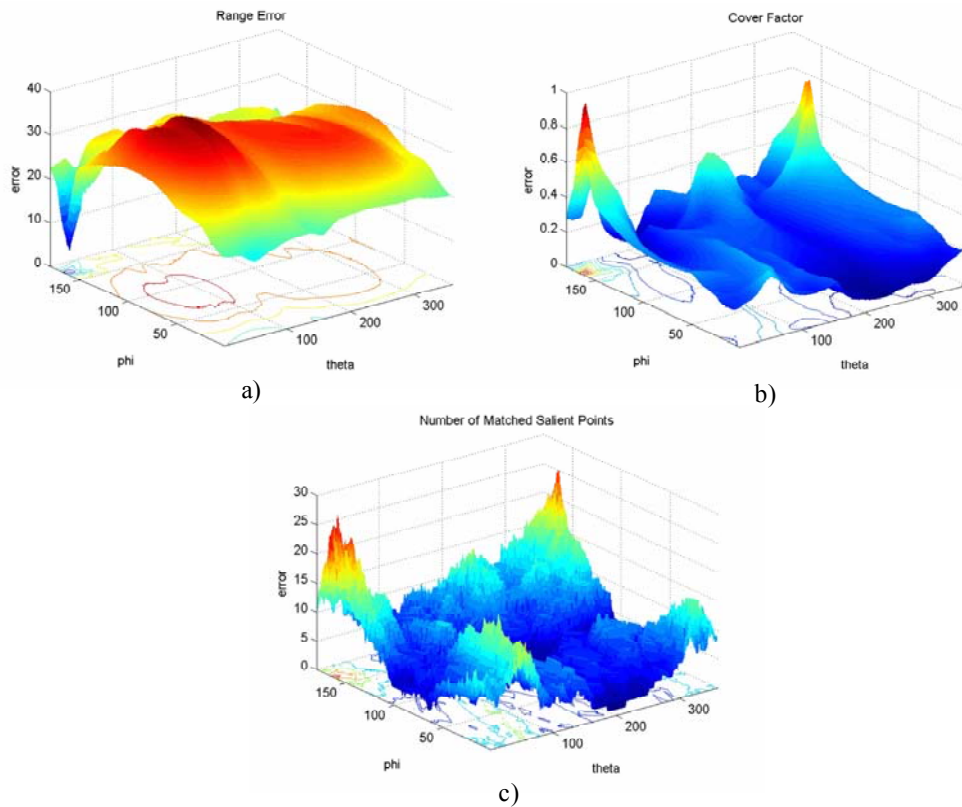 Range Error
40
30
20
10
0
error
150
100
50
phi
100
200
300
theta
a)
Cover Factor
1
0.8
0.6
0.4
0.2
0
error
150
100
50
phi
100
200
300
theta
b)
Number of Matched Salient Points
30
25
20
15
10
5
0
error
150
100
50
phi
100
200
300
theta
c)